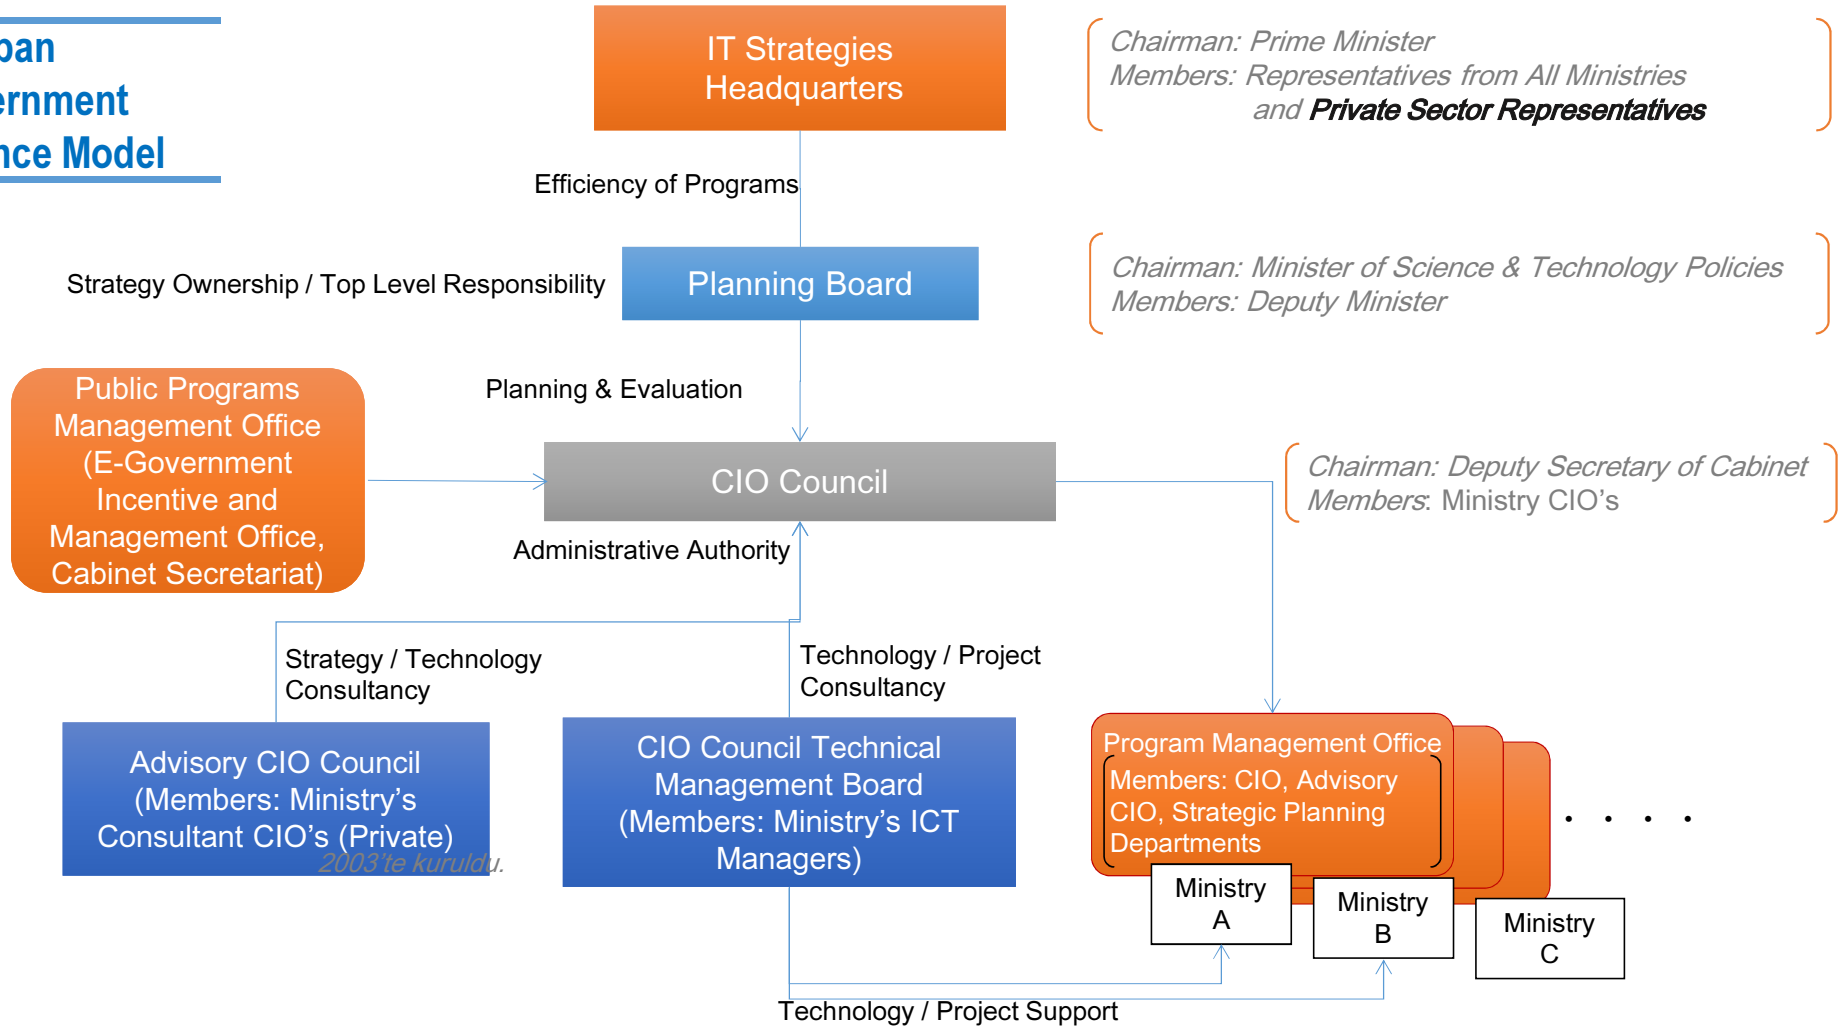 Model
IT Strategies
Headquarters
Chairman: Prime Minister
Members: Representatives from All Ministries
and Private Sector Representatives
Efficiency of Programs
Strategy Ownership / Top Level Responsibility
Planning Board
Chairman: Minister of Science & Technology Policies
Members: Deputy Minister
Public Programs
Management Office
(E-Government
Incentive and
Management Office,
Cabinet Secretariat)
Planning & Evaluation
CIO Council
Chairman: Deputy Secretary of Cabinet
Members: Ministry CIO's
Administrative Authority
Strategy / Technology
Consultancy
Technology / Project
Consultancy
Advisory CIO Council
(Members: Ministry’s
Consultant CIO’s (Private)
2003'te kuruldu.
CIO Council Technical
Management Board
(Members: Ministry’s ICT
Managers)
Program Management Office
Members: CIO, Advisory
CIO, Strategic Planning
Departments
. . . .
Ministry
A
Ministry
B
Ministry
C
Technology / Project Support